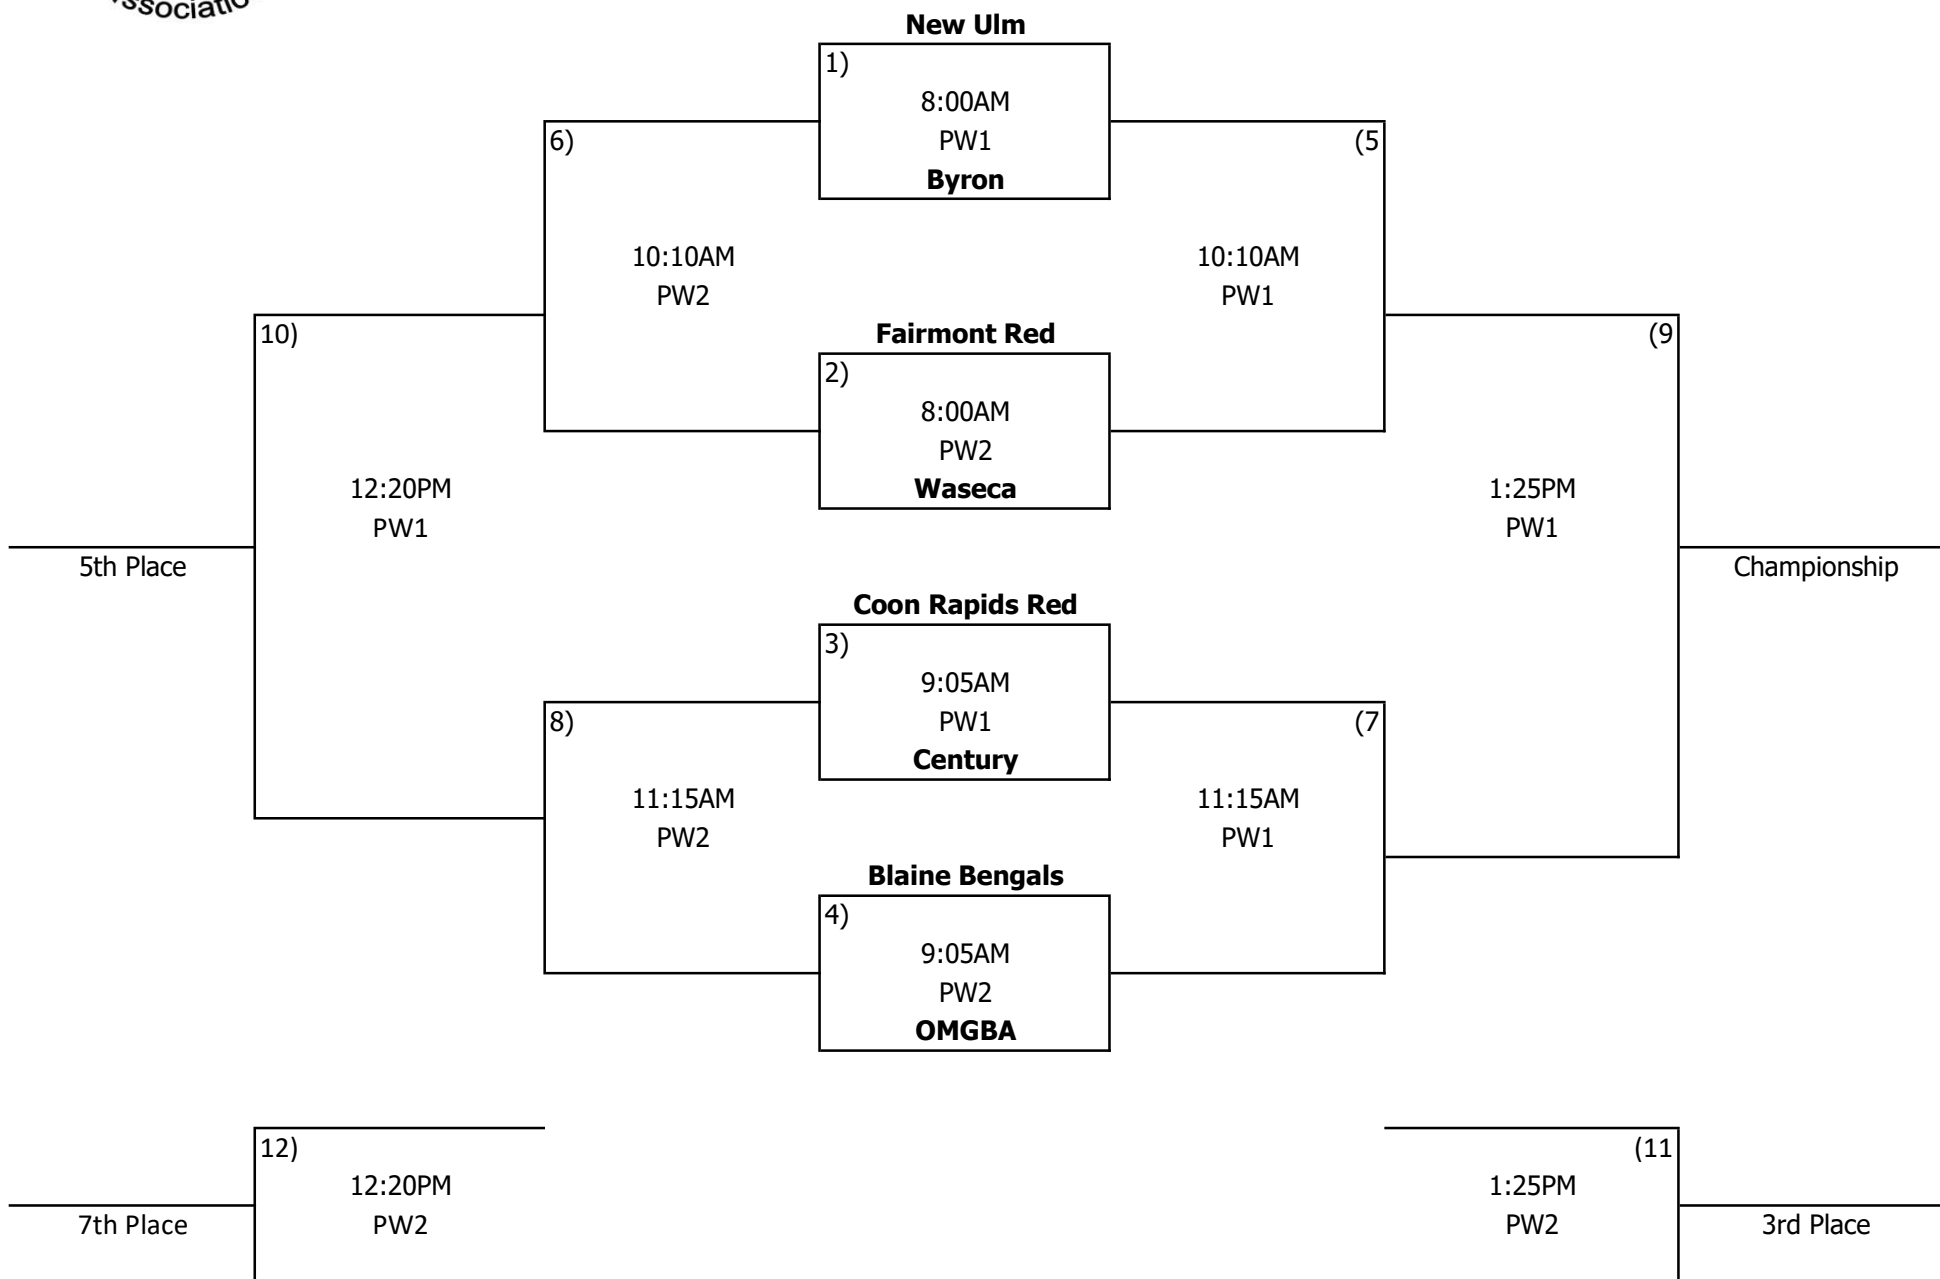 New Ulm
1)
8:00AM
PW1
Byron
6)
(5
10:10AM
PW2
10:10AM
PW1
10)
(9
Fairmont Red
2)
8:00AM
PW2
Waseca
12:20PM
PW1
1:25PM
PW1
5th Place
Championship
Coon Rapids Red
3)
9:05AM
PW1
Century
8)
(7
11:15AM
PW2
11:15AM
PW1
Blaine Bengals
4)
9:05AM
PW2
OMGBA
12)
(11
12:20PM
PW2
1:25PM
PW2
7th Place
3rd Place